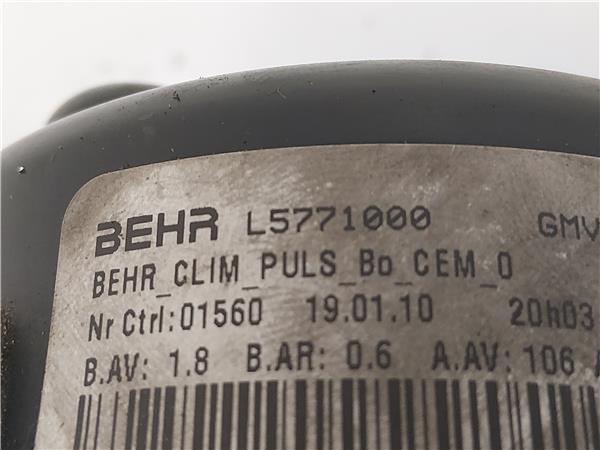 BEHR L5771000 GMV
BEHR_CLIM_PULS_Bo_CEM_0
Nr Ctrl:01560 19.01.10 20h03
B.AV: 1.8 B.AR: 0.6 A.AV: 106